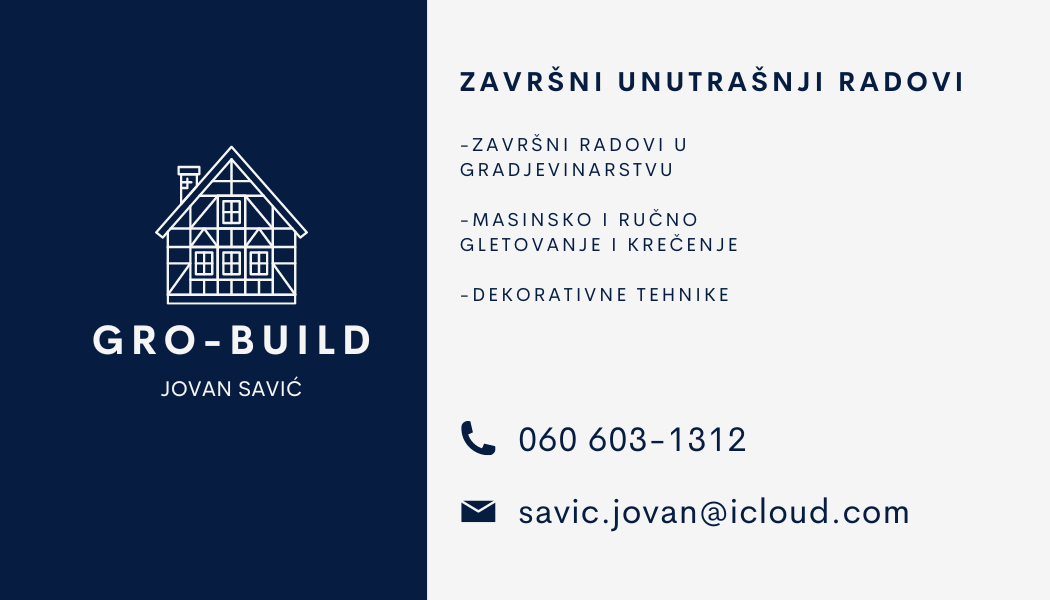 GRO-BUILD
JOVAN SAVIĆ
ZAVRŠNI UNUTRAŠNJI RADOVI
-ZAVRŠNI RADOVI U
GRADJEVINARSTVU
-MASINSKO I RUČNO
GLETOVANJE I KREČENJE
-DEKORATIVNE TEHNIKE
060 603-1312
savic.jovan@icloud.com